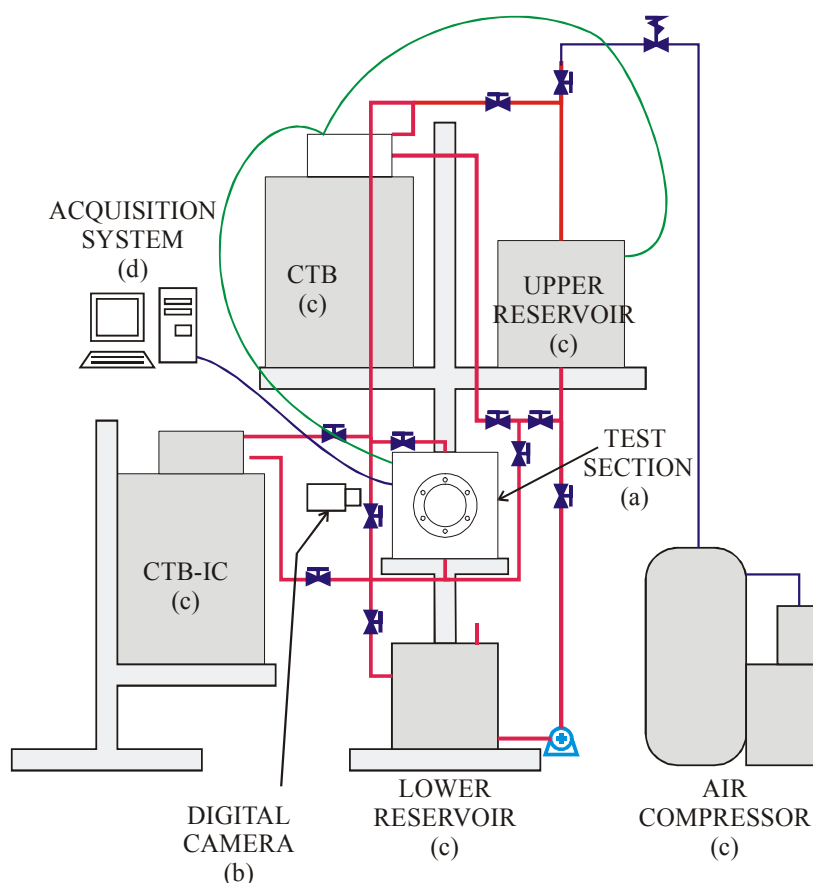 ACQUISITION
SYSTEM
(d)
CTB
(c)
UPPER
RESERVOIR
(c)
TEST
SECTION
(a)
CTB-IC
(c)
DIGITAL
CAMERA
(b)
LOWER
RESERVOIR
(c)
AIR
COMPRESSOR
(c)